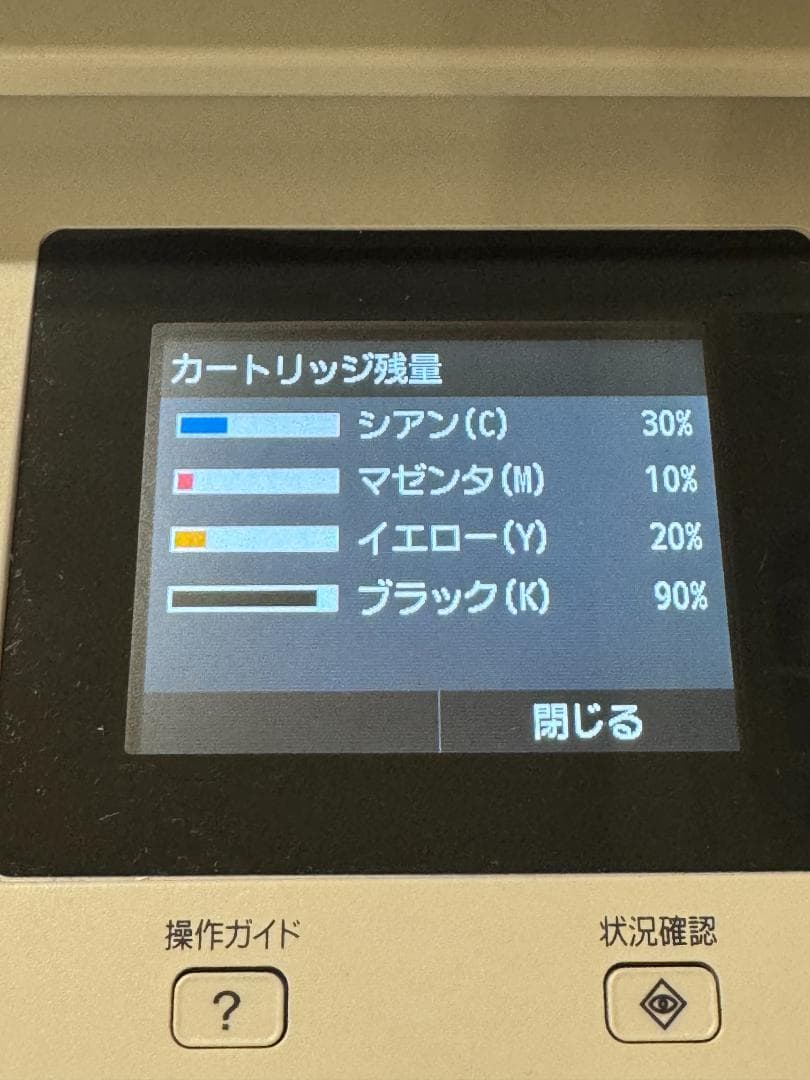 カートリッジ残量
シアン(C) 30%
マゼンタ(M) 10%
イエロー(Y) 20%
ブラック(K) 90%
閉じる
操作ガイド 状況確認
?